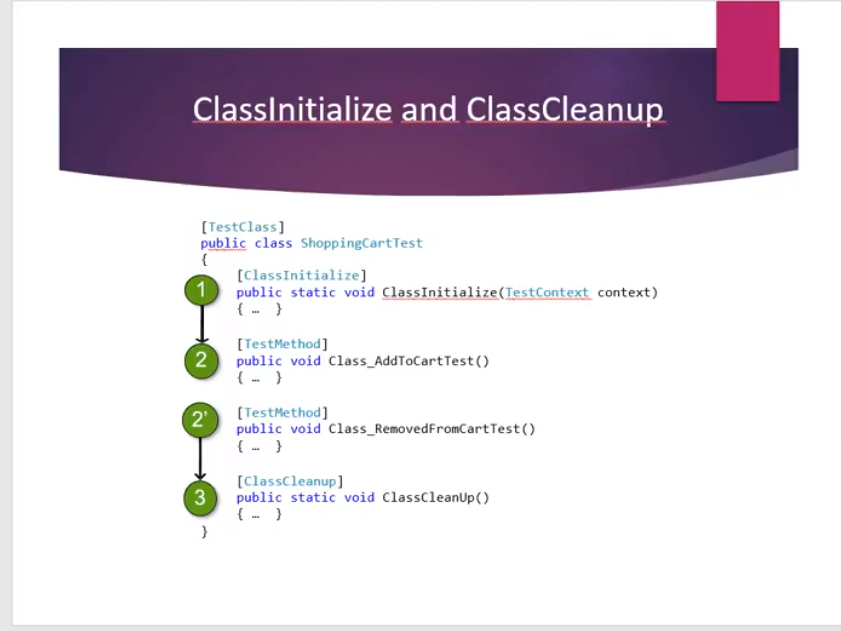 ClassInitialize and ClassCleanup
[TestClass]
public class ShoppingCartTest
{
[ClassInitialize]
1 public static void ClassInitialize(TestContext context)
{ … }
[TestMethod]
2 public void Class_AddToCartTest()
{ … }
2' [TestMethod]
public void Class_RemovedFromCartTest()
{ … }
[ClassCleanup]
3 public static void ClassCleanUp()
{ … }
}